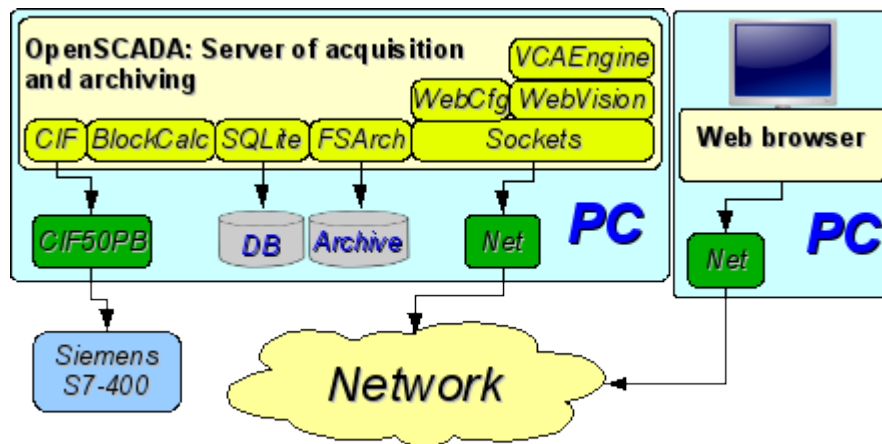 OpenSCADA: Server of acquisition
and archiving
VCAEngine
WebCfg WebVision
CIF BlockCalc SQLite FSArch Sockets
CIF50PB
DB
Archive
Net
PC
Siemens
S7-400
Network
Web browser
Net
PC